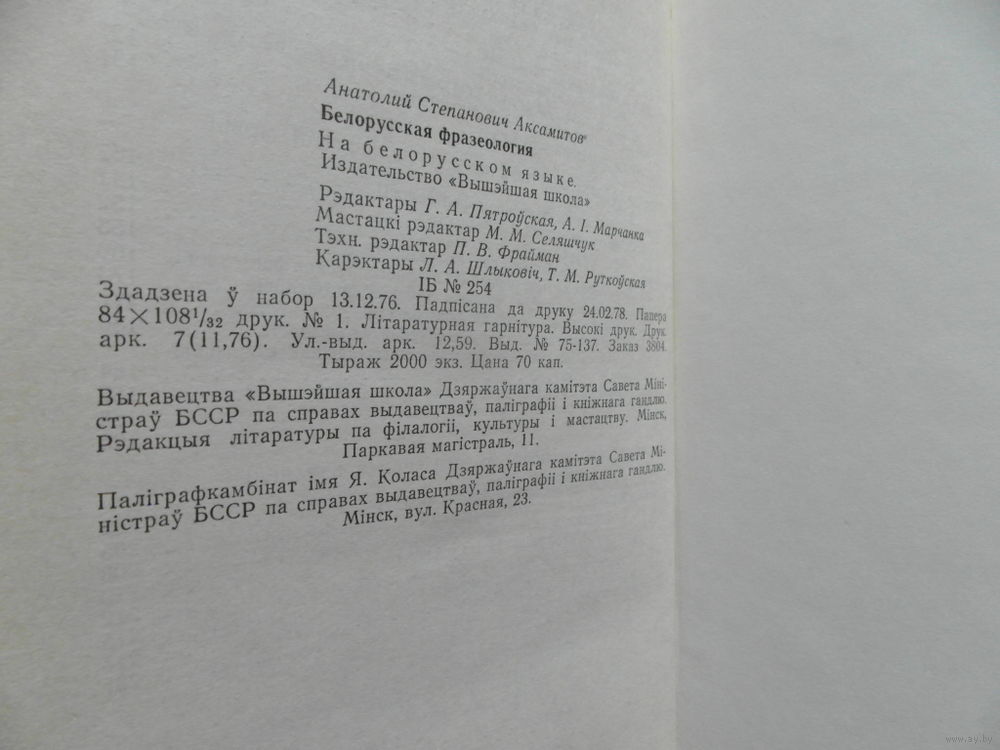 Анатолий Степанович Аксамитов
Белорусская фразеология
На белорусском языке.
Издательство «Вышэйшая школа»
Рэдактары Г. А. Пятроўская, А. І. Марчанка
Мастацкі рэдактар М. М. Селяшчук
Тэхн. рэдактар П. В. Фрайман
Карэктары Л. А. Шлыковіч, Т. М. Руткоўская
ІБ № 254
Здадзена ў набор 13.12.76. Падпісана да друку 24.02.78. Папера
84×108¹/₃₂ друк. № 1. Літаратурная гарнітура. Высокі друк. Друк.
арк. 7(11,76). Ул.-выд. арк. 12,59. Выд. № 75-137. Заказ 3804.
Тыраж 2000 экз. Цана 70 кап.
Выдавецтва «Вышэйшая школа» Дзяржаўнага камітэта Савета Міні-
страў БССР па справах выдавецтваў, паліграфіі і кніжнага гандлю.
Рэдакцыя літаратуры па філалогіі, культуры і мастацтву. Мінск,
Паркавая магістраль, 11.
Паліграфкамбінат імя Я. Коласа Дзяржаўнага камітэта Савета Мі-
ністраў БССР па справах выдавецтваў, паліграфіі і кніжнага гандлю.
Мінск, вул. Красная, 23.
www.ay.by